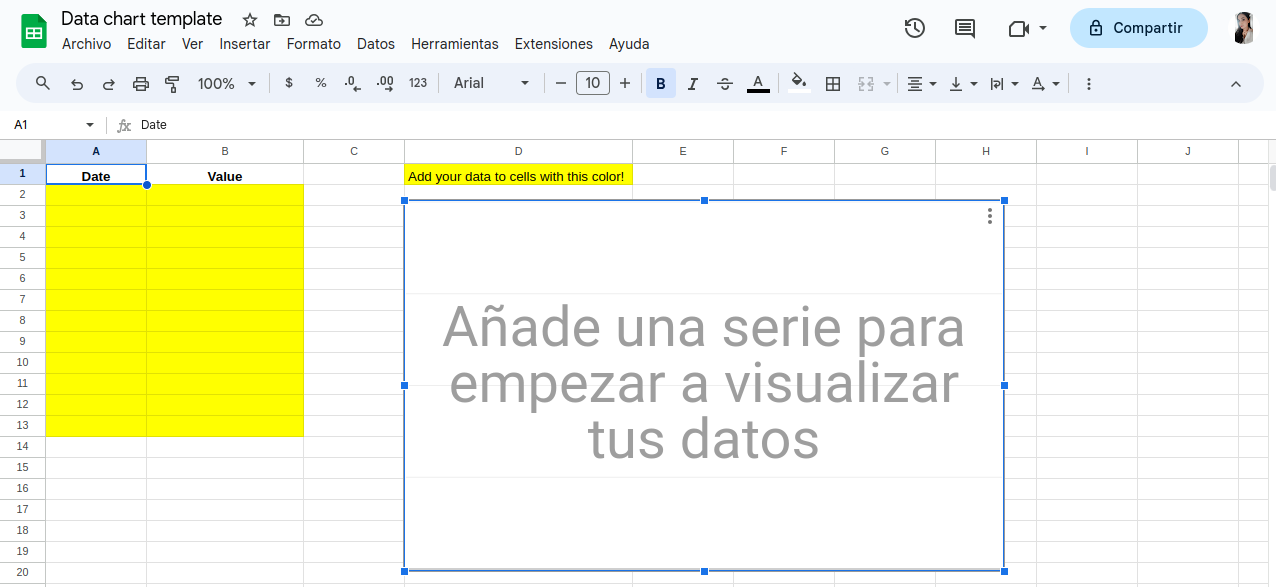 Data chart template
Archivo Editar Ver Insertar Formato Datos Herramientas Extensiones Ayuda
Compartir
100% $ % .0 .00 123 Arial 10 B I S A A
A1 fx Date
A B C D E F G H I J
1 Date Value Add your data to cells with this color!
2
3
4
5
6
7
8
9
10
11
12
13
14
15
16
17
18
19
20
Añade una serie para
empezar a visualizar
tus datos